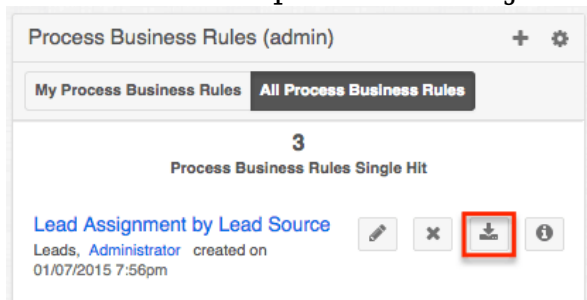 Process Business Rules (admin)
My Process Business Rules All Process Business Rules
3
Process Business Rules Single Hit
Lead Assignment by Lead Source
Leads, Administrator created on
01/07/2015 7:56pm